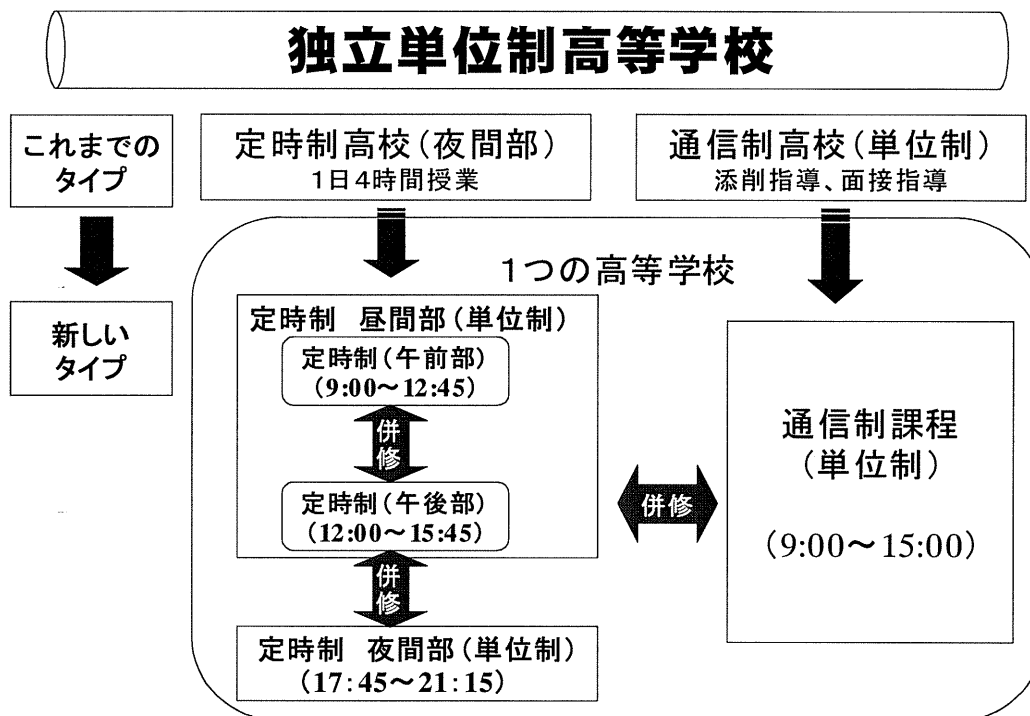 独立単位制高等学校
これまでの
タイプ
定時制高校(夜間部)
1日4時間授業
通信制高校(単位制)
添削指導、面接指導
新しい
タイプ
1つの高等学校
定時制 昼間部(単位制)
定時制(午前部)
(9:00~12:45)
併修
定時制(午後部)
(12:00~15:45)
併修
定時制 夜間部(単位制)
(17:45~21:15)
併修
通信制課程
(単位制)
(9:00~15:00)